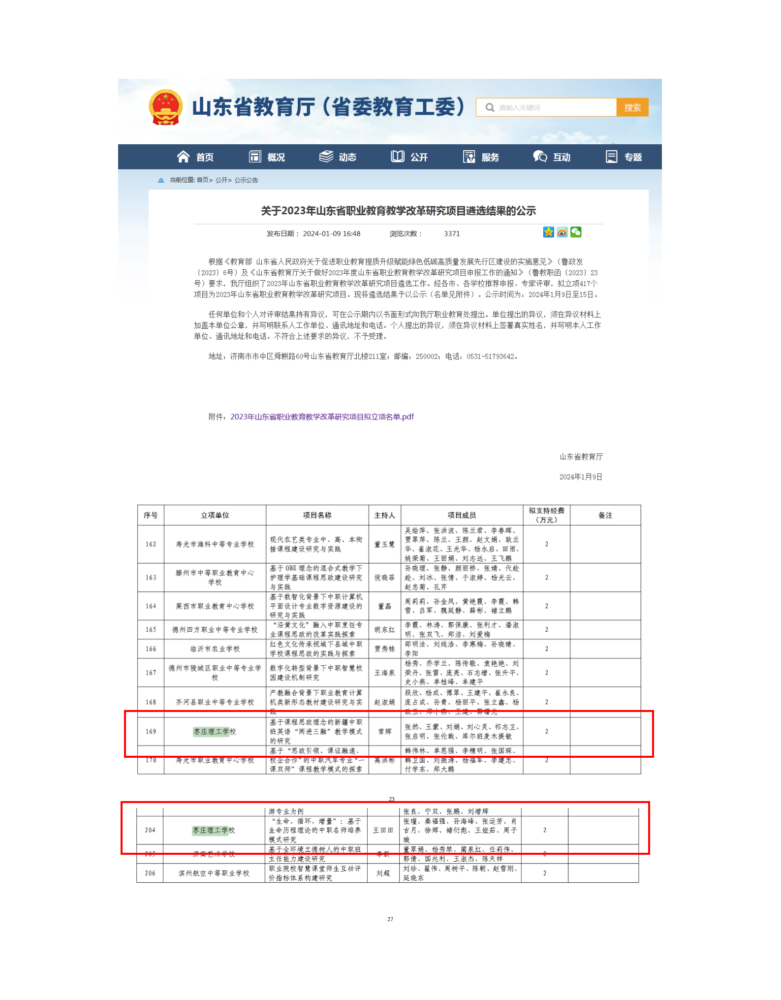 山东省教育厅（省委教育工委）
请输入关键词
搜索
首页 概况 动态 公开 服务 互动 专题
当前位置: 首页> 公开> 公示公告
关于2023年山东省职业教育教学改革研究项目遴选结果的公示
发布日期： 2024-01-09 16:48 浏览次数： 3371
根据《教育部 山东省人民政府关于促进职业教育提质升级赋能绿色低碳高质量发展先行区建设的实施意见》（鲁政发
〔2023〕6号）及《山东省教育厅关于做好2023年度山东省职业教育教学改革研究项目申报工作的通知》（鲁教职函〔2023〕23
号）要求，我厅组织了2023年山东省职业教育教学改革研究项目遴选工作。经各市、各学校推荐申报、专家评审，拟立项417个
项目为2023年山东省职业教育教学改革研究项目。现将遴选结果予以公示（名单见附件）。公示时间为：2024年1月9日至15日。
任何单位和个人对评审结果持有异议，可在公示期内以书面形式向我厅职业教育处提出。单位提出的异议，须在异议材料上
加盖本单位公章，并写明联系人工作单位、通讯地址和电话。个人提出的异议，须在异议材料上签署真实姓名，并写明本人工作
单位、通讯地址和电话。不符合上述要求的异议，不予受理。
地址：济南市市中区舜耕路60号山东省教育厅北楼211室；邮编：250002；电话：0531-51793642。
附件：2023年山东省职业教育教学改革研究项目拟立项名单.pdf
山东省教育厅
2024年1月9日
序号 立项单位 项目名称 主持人 项目成员 拟支持经费
（万元） 备注
162 寿光市潍科中等专业学校 现代农艺类专业中、高、本衔
接课程建设研究与实践 董玉慧 吴绘萍、张洪波、陈兰君、李春晖、
贾翠萍、陈兰、王颜、赵文娟、耿兰
华、崔淑花、王光华、杨永启、田雨、
姚荣菊、王丽娟、刘志远、王飞鹏 2
163 滕州市中等职业教育中心
学校 基于 OBE 理念的混合式教学下
护理学基础课程思政建设研究
与实践 倪晓菲 孙晓理、张静、颜丽桥、张婧、代趁
趁、刘冰、张倩、于淑婷、杨光云、
赵忠菊、孔芹 2
164 莱西市职业教育中心学校 基于数智化背景下中职计算机
平面设计专业数字资源建设的
研究与实践 董磊 周莉莉、孙金凤、黄艳霞、李霞、韩
雪、吕军、魏延静、薛彬、褚立鹏 2
165 德州四方职业中等专业学校 “沿黄文化”融入中职烹任专
业课程思政的改革实践探索 胡东红 李霞、林涛、郭保康、张利才、潘淑
明、张双飞、郑洁、刘爱梅 2
166 临沂市农业学校 红色文化传承视域下县域中职
学校课程思政的实践与探索 贾秀栋 邵明法、刘纯浩、李寒梅、孙晓晴、
李阳 2
167 德州市陵城区职业中等专业学
校 数字化转型背景下中职智慧校
园建设机制研究 王海泉 杨秀、乔学兰、陈传敬、袁艳艳、刘
荣丹、张雷、庞亮、石志增、张升平、
史小燕、单桂峰、牟建平 2
168 齐河县职业中等专业学校 产教融合背景下职业教育计算
机类新形态教材建设研究与实
践 赵淑娟 段欣、杨成、傅翠、王建平、崔永良、
庞占成、孙青、杨丽平、张立鑫、杨
2
169 枣庄理工学校 基于课程思政理念的新疆中职
班英语“两进三融”教学模式
的研究 常辉 张然、王蒙、刘娟、刘心灵、祁志卫、
张启明、张伦戟、库尔班麦木提敏 2
170 寿光市职业教育中心学校 基于“思政引领、课证融通、
校企合作”的中职汽车专业“一
课双师”课程教学模式的探索 高洪彬 韩伟林、单恩强、李精明、张国琛、
韩卫国、刘振涛、杨福军、李建忠、
付学东、郑大鹏 2
23
游专业为例 张良、宁双、张鹏、刘增辉
204 枣庄理工学校 “生命、循环、增量”：基于
生命历程理论的中职名师培养
模式研究 王田田 张瑾、秦福强、孙海峰、张运芳、肖
古月、徐辉、褚衍彪、王娅茹、周子
璇 2
205 济南艺术学校 基于全环境立德树人的中职班
主任能力建设研究 李新 董翠娟、杨秀琴、蔺泉红、任莉伟、
郭倩、国兆利、王淑杰、陈天祥 2
206 滨州航空中等职业学校 职业院校智慧课堂师生互动评
价指标体系构建研究 刘超 刘珍、翟伟、周树平、陈朝、赵雪刚、
延晓东 2
27